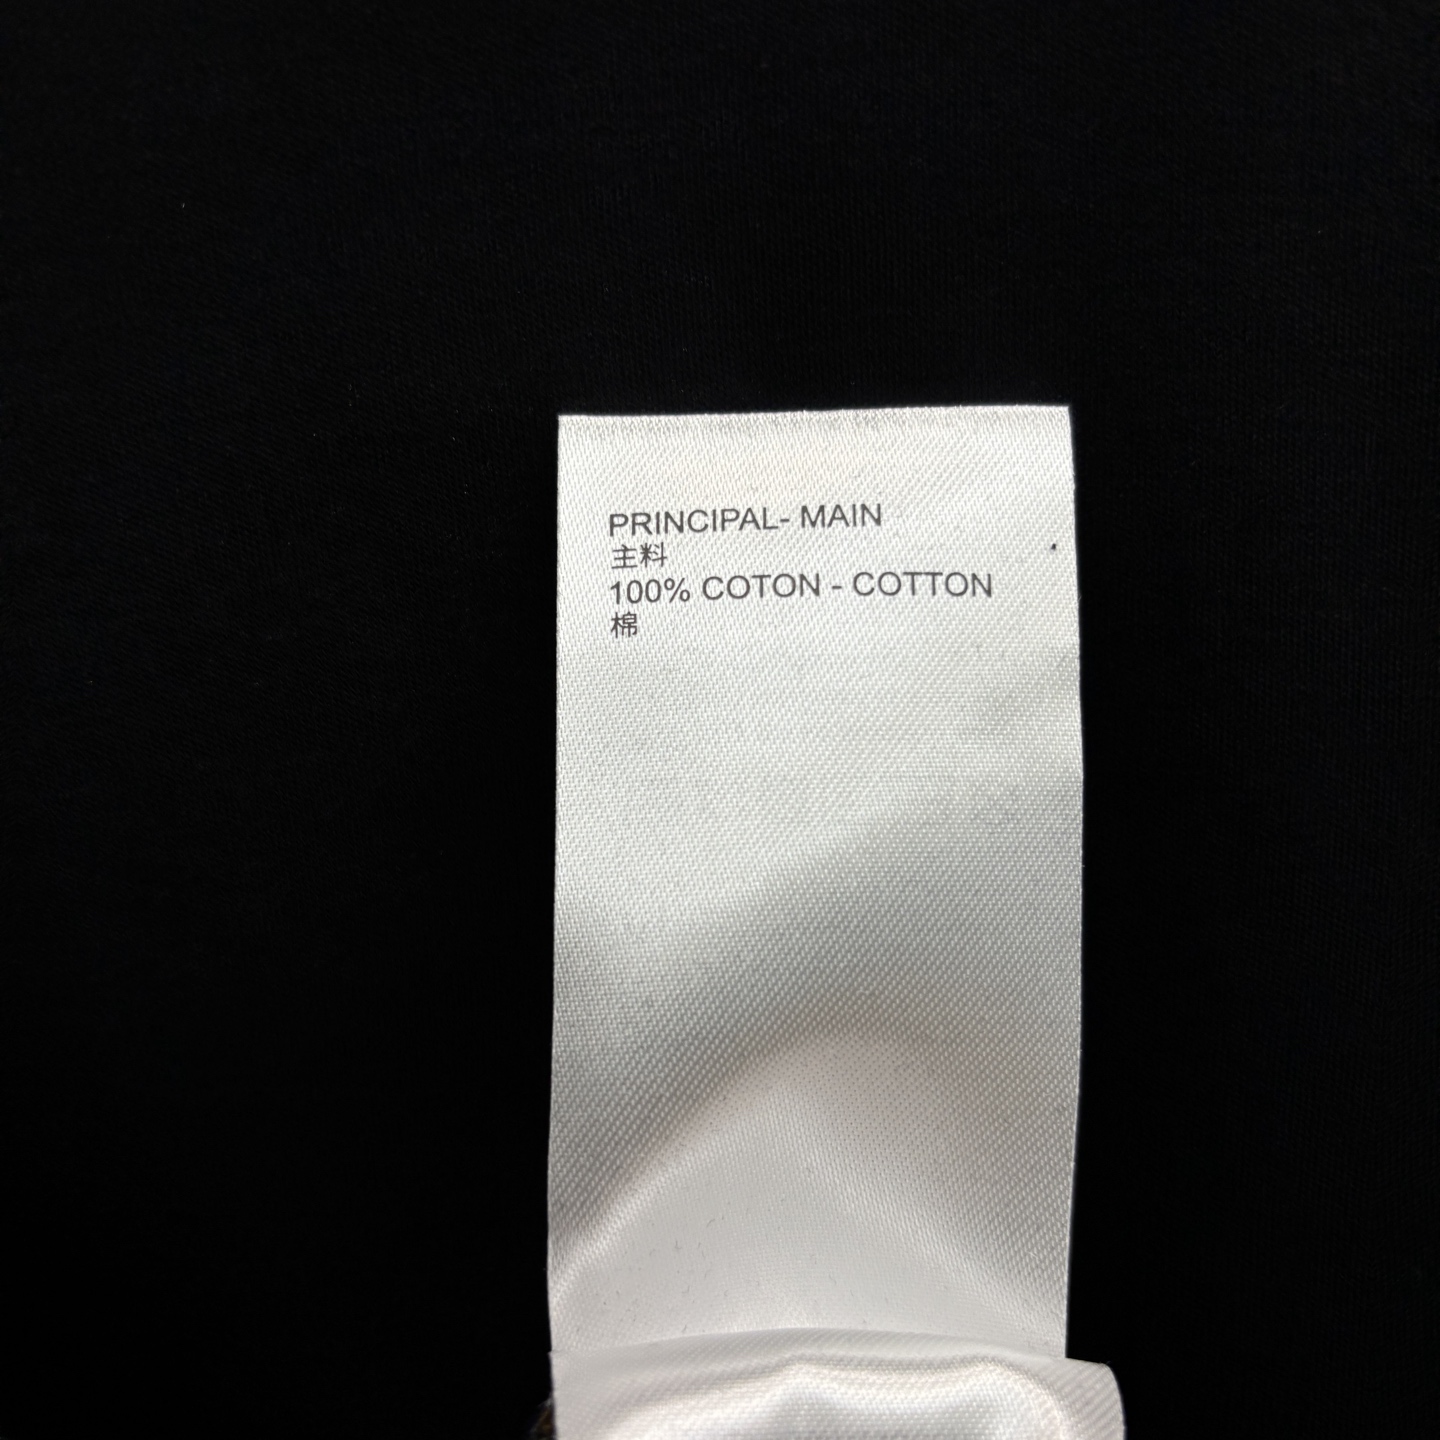 PRINCIPAL- MAIN
主料
100% COTON - COTTON
棉